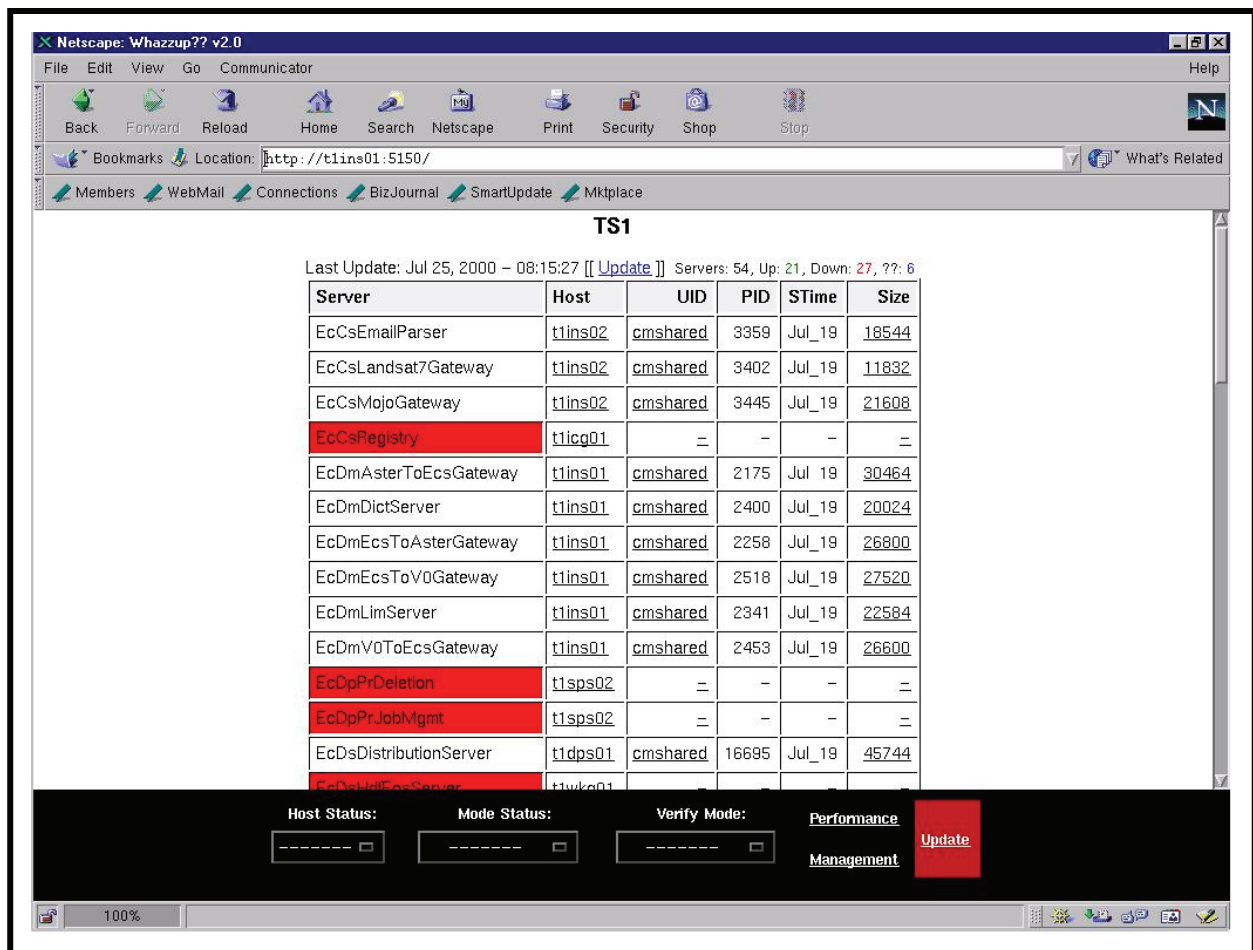 Netscape: Whazzup?? v2.0
File Edit View Go Communicator Help
Back Forward Reload Home Search Netscape Print Security Shop Stop
My
N
Bookmarks Location: http://t1ins01:5150/ What's Related
Members WebMail Connections BizJournal SmartUpdate Mktplace
TS1
Last Update: Jul 25, 2000 – 08:15:27 [[ Update ]] Servers: 54, Up: 21, Down: 27, ??: 6
Server Host UID PID STime Size
EcCsEmailParser t1ins02 cmshared 3359 Jul_19 18544
EcCsLandsat7Gateway t1ins02 cmshared 3402 Jul_19 11832
EcCsMojoGateway t1ins02 cmshared 3445 Jul_19 21608
EcCsRegistry t1icg01 – – – –
EcDmAsterToEcsGateway t1ins01 cmshared 2175 Jul 19 30464
EcDmDictServer t1ins01 cmshared 2400 Jul_19 20024
EcDmEcsToAsterGateway t1ins01 cmshared 2258 Jul_19 26800
EcDmEcsToV0Gateway t1ins01 cmshared 2518 Jul_19 27520
EcDmLimServer t1ins01 cmshared 2341 Jul_19 22584
EcDmV0ToEcsGateway t1ins01 cmshared 2453 Jul_19 26600
EcDpPrDeletion t1sps02 – – – –
EcDpPrJobMgmt t1sps02 – – – –
EcDsDistributionServer t1dps01 cmshared 16695 Jul_19 45744
EcDsHdfEosServer t1wkg01 – – – –
Host Status: Mode Status: Verify Mode: Performance
------- ------- ------- Update
Management
100%